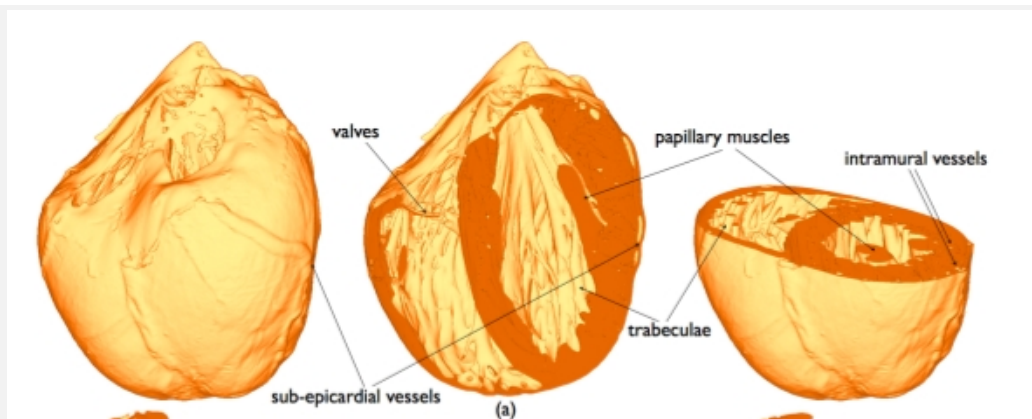 valves
papillary muscles
intramural vessels
trabeculae
sub-epicardial vessels
(a)